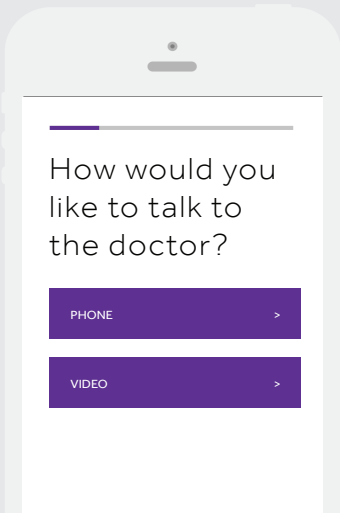 How would you
like to talk to
the doctor?
PHONE >
VIDEO >